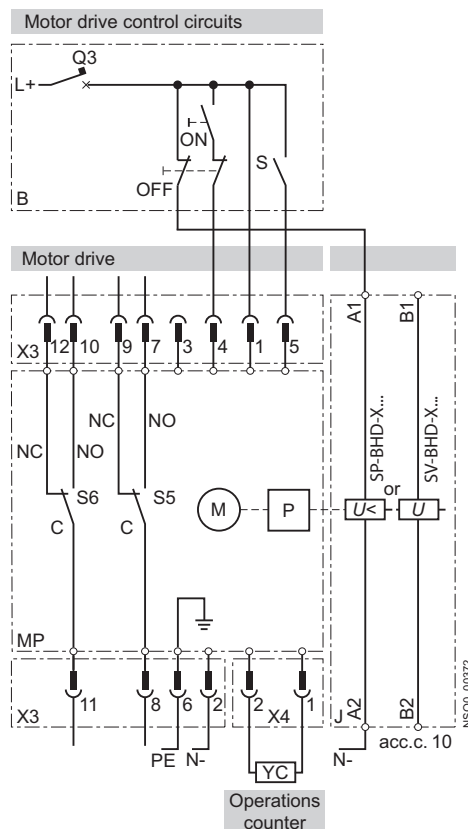 Motor drive control circuits
Q3
L+
ON
S
OFF
B
Motor drive
A1
B1
X3
12
10
9
7
3
4
1
5
SP-BHD-X...
SV-BHD-X...
NC
NO
NC
NO
or
S6
S5
M
P
U<
U
C
C
MP
X3
11
8
6
2
2
1
X4
J
A2
B2
NSO0_00372
PE
N-
N-
acc.c. 10
YC
Operations
counter